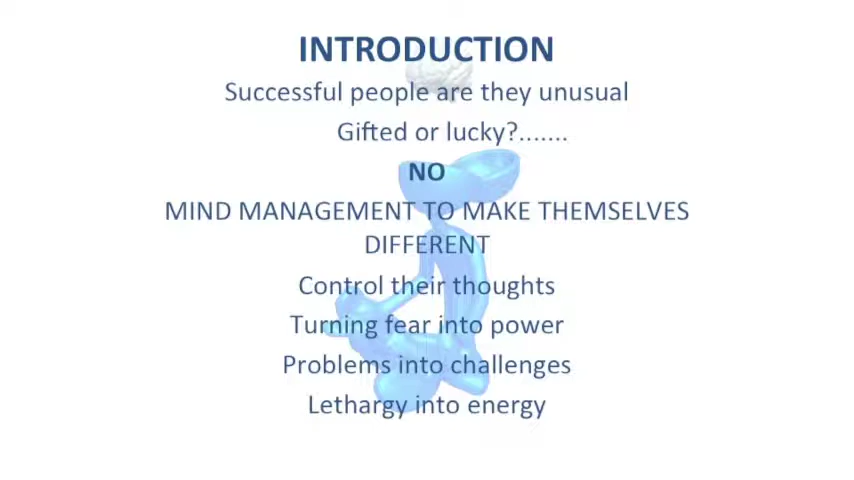 INTRODUCTION
Successful people are they unusual
Gifted or lucky?.......
NO
MIND MANAGEMENT TO MAKE THEMSELVES
DIFFERENT
Control their thoughts
Turning fear into power
Problems into challenges
Lethargy into energy